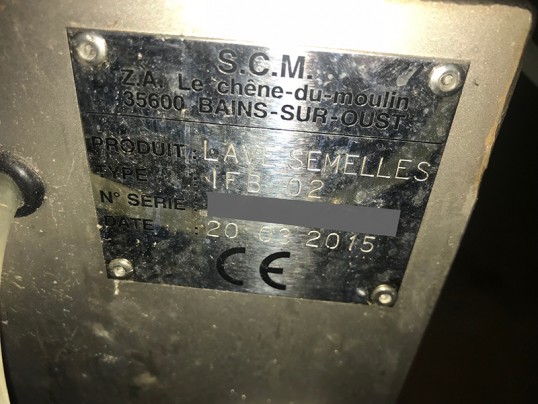 S.C.M.
Z.A. Le chêne-du-moulin
35600 BAINS-SUR-OUST
PRODUIT : LAVE SEMELLES
TYPE : IFB 02
N° SERIE :
DATE : 20 03 2015
CE